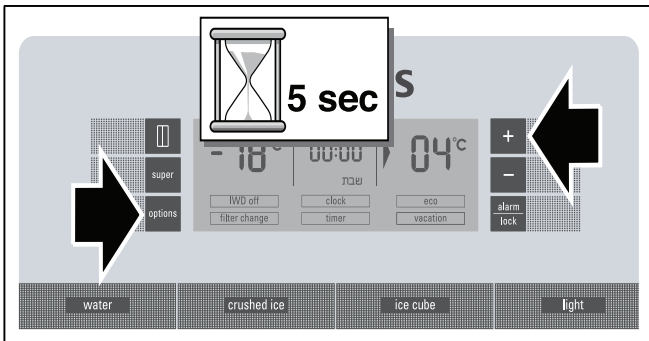 5 sec
S
+
- 18°C
00:00
04°C
super
שבת
−
options
IWD off
clock
eco
alarm
lock
filter change
timer
vacation
water
crushed ice
ice cube
light